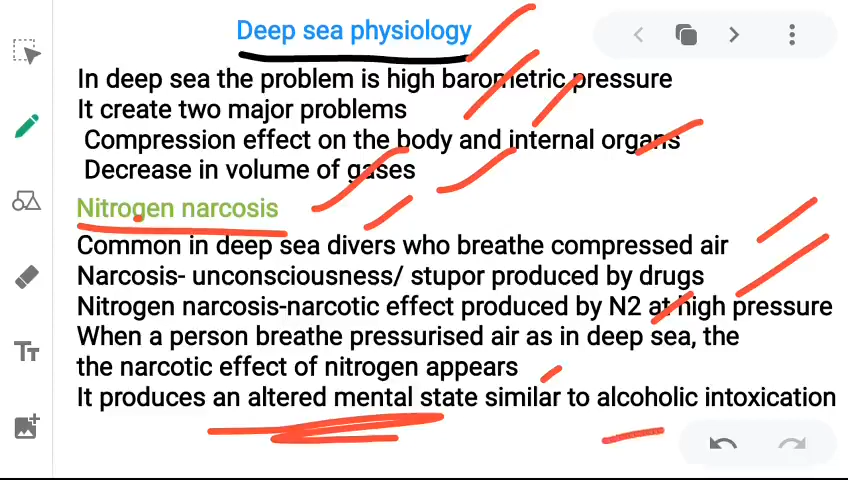 Deep sea physiology
In deep sea the problem is high barometric pressure
It create two major problems
Compression effect on the body and internal organs
Decrease in volume of gases
Nitrogen narcosis
Common in deep sea divers who breathe compressed air
Narcosis- unconsciousness/ stupor produced by drugs
Nitrogen narcosis-narcotic effect produced by N2 at high pressure
When a person breathe pressurised air as in deep sea, the
the narcotic effect of nitrogen appears
It produces an altered mental state similar to alcoholic intoxication
TT